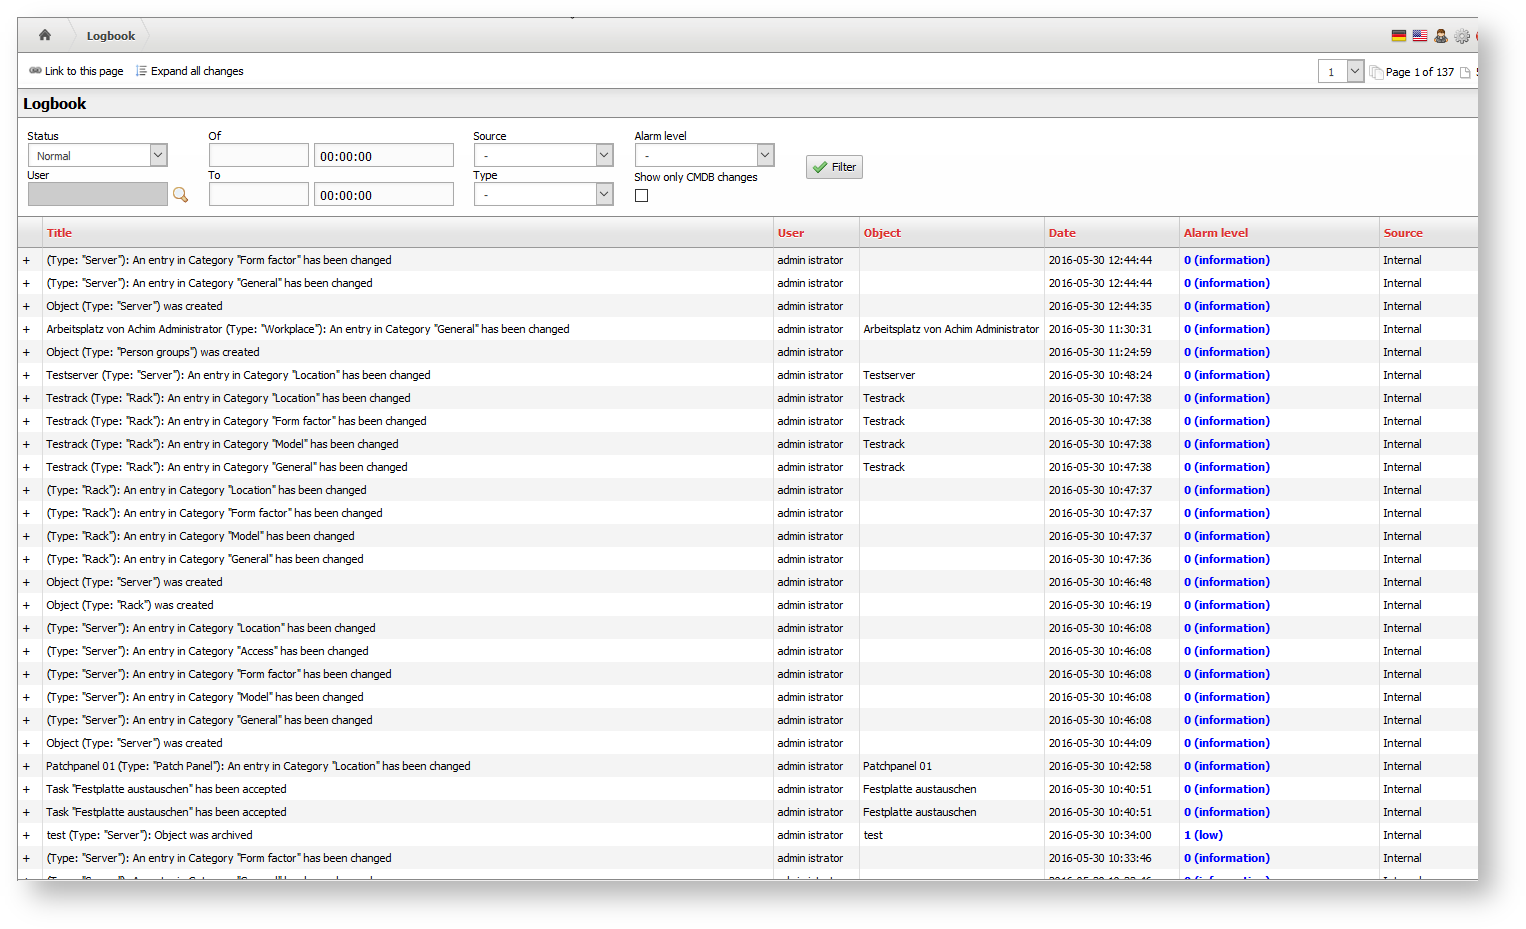 Logbook
Link to this page Expand all changes 1 Page 1 of 137
Logbook
Status Of Source Alarm level
Normal 00:00:00 - - Filter
User To Type Show only CMDB changes
00:00:00 -
Title User Object Date Alarm level Source
+ (Type: "Server"): An entry in Category "Form factor" has been changed admin istrator 2016-05-30 12:44:44 0 (information) Internal
+ (Type: "Server"): An entry in Category "General" has been changed admin istrator 2016-05-30 12:44:44 0 (information) Internal
+ Object (Type: "Server") was created admin istrator 2016-05-30 12:44:35 0 (information) Internal
+ Arbeitsplatz von Achim Administrator (Type: "Workplace"): An entry in Category "General" has been changed admin istrator Arbeitsplatz von Achim Administrator 2016-05-30 11:30:31 0 (information) Internal
+ Object (Type: "Person groups") was created admin istrator 2016-05-30 11:24:59 0 (information) Internal
+ Testserver (Type: "Server"): An entry in Category "Location" has been changed admin istrator Testserver 2016-05-30 10:48:24 0 (information) Internal
+ Testrack (Type: "Rack"): An entry in Category "Location" has been changed admin istrator Testrack 2016-05-30 10:47:38 0 (information) Internal
+ Testrack (Type: "Rack"): An entry in Category "Form factor" has been changed admin istrator Testrack 2016-05-30 10:47:38 0 (information) Internal
+ Testrack (Type: "Rack"): An entry in Category "Model" has been changed admin istrator Testrack 2016-05-30 10:47:38 0 (information) Internal
+ Testrack (Type: "Rack"): An entry in Category "General" has been changed admin istrator Testrack 2016-05-30 10:47:38 0 (information) Internal
+ (Type: "Rack"): An entry in Category "Location" has been changed admin istrator 2016-05-30 10:47:37 0 (information) Internal
+ (Type: "Rack"): An entry in Category "Form factor" has been changed admin istrator 2016-05-30 10:47:37 0 (information) Internal
+ (Type: "Rack"): An entry in Category "Model" has been changed admin istrator 2016-05-30 10:47:37 0 (information) Internal
+ (Type: "Rack"): An entry in Category "General" has been changed admin istrator 2016-05-30 10:47:36 0 (information) Internal
+ Object (Type: "Server") was created admin istrator 2016-05-30 10:46:48 0 (information) Internal
+ Object (Type: "Rack") was created admin istrator 2016-05-30 10:46:19 0 (information) Internal
+ (Type: "Server"): An entry in Category "Location" has been changed admin istrator 2016-05-30 10:46:08 0 (information) Internal
+ (Type: "Server"): An entry in Category "Access" has been changed admin istrator 2016-05-30 10:46:08 0 (information) Internal
+ (Type: "Server"): An entry in Category "Form factor" has been changed admin istrator 2016-05-30 10:46:08 0 (information) Internal
+ (Type: "Server"): An entry in Category "Model" has been changed admin istrator 2016-05-30 10:46:08 0 (information) Internal
+ (Type: "Server"): An entry in Category "General" has been changed admin istrator 2016-05-30 10:46:08 0 (information) Internal
+ Object (Type: "Server") was created admin istrator 2016-05-30 10:44:09 0 (information) Internal
+ Patchpanel 01 (Type: "Patch Panel"): An entry in Category "Location" has been changed admin istrator Patchpanel 01 2016-05-30 10:42:58 0 (information) Internal
+ Task "Festplatte austauschen" has been accepted admin istrator Festplatte austauschen 2016-05-30 10:40:51 0 (information) Internal
+ Task "Festplatte austauschen" has been accepted admin istrator Festplatte austauschen 2016-05-30 10:40:51 0 (information) Internal
+ test (Type: "Server"): Object was archived admin istrator test 2016-05-30 10:34:00 1 (low) Internal
+ (Type: "Server"): An entry in Category "Form factor" has been changed admin istrator 2016-05-30 10:33:46 0 (information) Internal